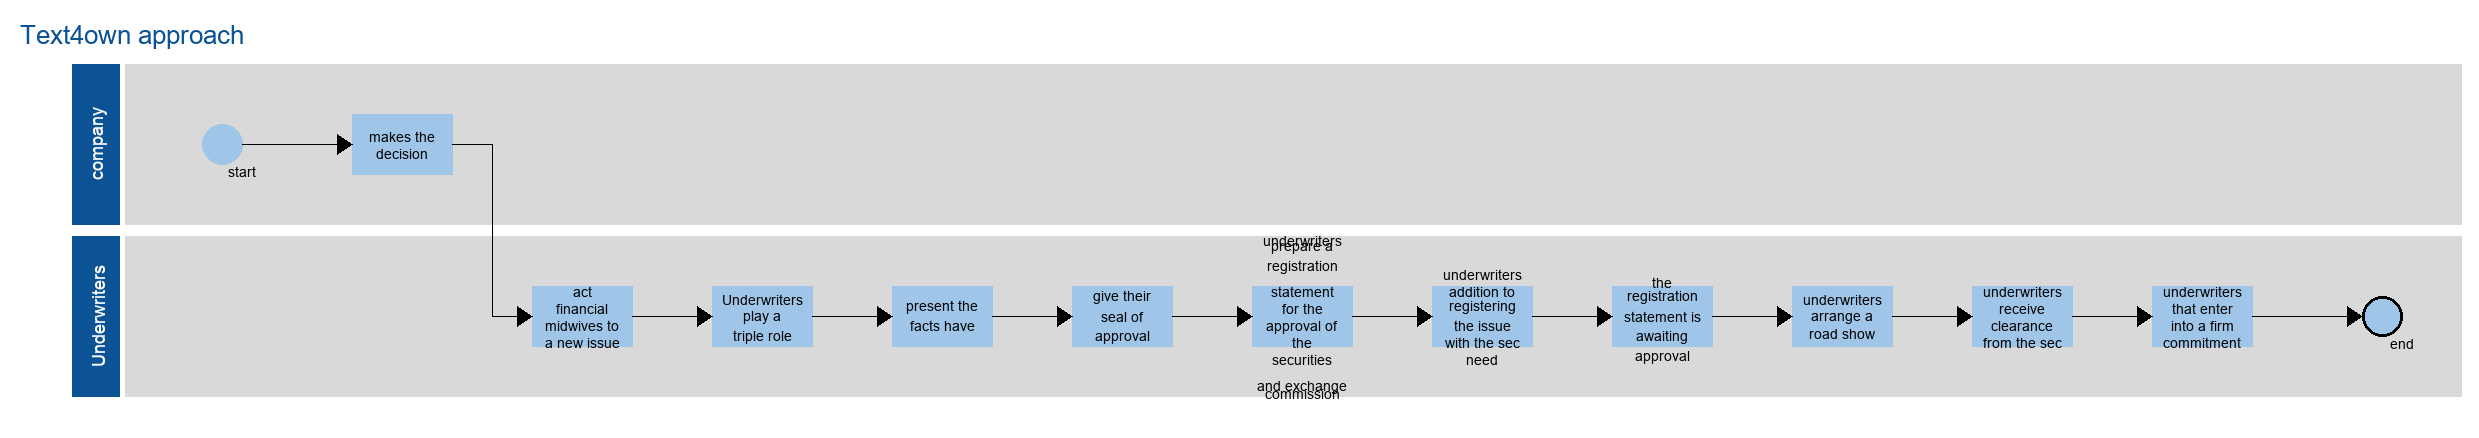 Text4own approach
company
start
makes the
decision
Underwriters
act
financial
midwives to
a new issue
Underwriters
play a
triple role
present the
facts have
give their
seal of
approval
underwriters
prepare a
registration
statement
for the
approval of
the
securities
and exchange
commission
underwriters
addition to
registering
the issue
with the sec
need
the
registration
statement is
awaiting
approval
underwriters
arrange a
road show
underwriters
receive
clearance
from the sec
underwriters
that enter
into a firm
commitment
end